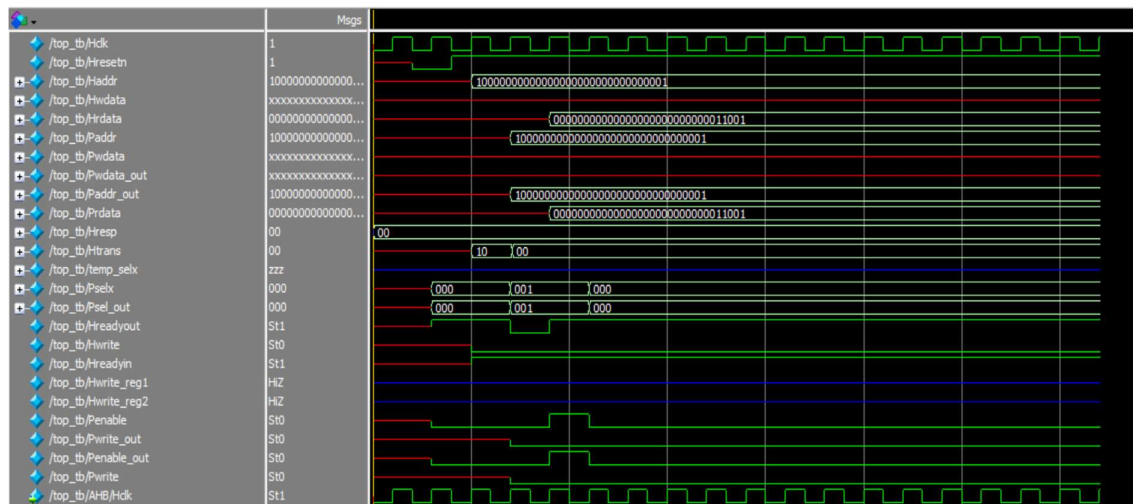 Msgs
/top_tb/Hclk 1
/top_tb/Hresetn 1
/top_tb/Haddr 10000000000000... 10000000000000000000000000000001
/top_tb/Hwdata xxxxxxxxxxxxxx...
/top_tb/Hrdata 00000000000000... 00000000000000000000000000011001
/top_tb/Paddr 10000000000000... 10000000000000000000000000000001
/top_tb/Pwdata xxxxxxxxxxxxxx...
/top_tb/Pwdata_out xxxxxxxxxxxxxx...
/top_tb/Paddr_out 10000000000000... 10000000000000000000000000000001
/top_tb/Prdata 00000000000000... 00000000000000000000000000011001
/top_tb/Hresp 00 00
/top_tb/Htrans 00 10 00
/top_tb/temp_selx zzz
/top_tb/Pselx 000 000 001 000
/top_tb/Psel_out 000 000 001 000
/top_tb/Hreadyout St1
/top_tb/Hwrite St0
/top_tb/Hreadyin St1
/top_tb/Hwrite_reg1 HiZ
/top_tb/Hwrite_reg2 HiZ
/top_tb/Penable St0
/top_tb/Pwrite_out St0
/top_tb/Penable_out St0
/top_tb/Pwrite St0
/top_tb/AHB/Hclk St1